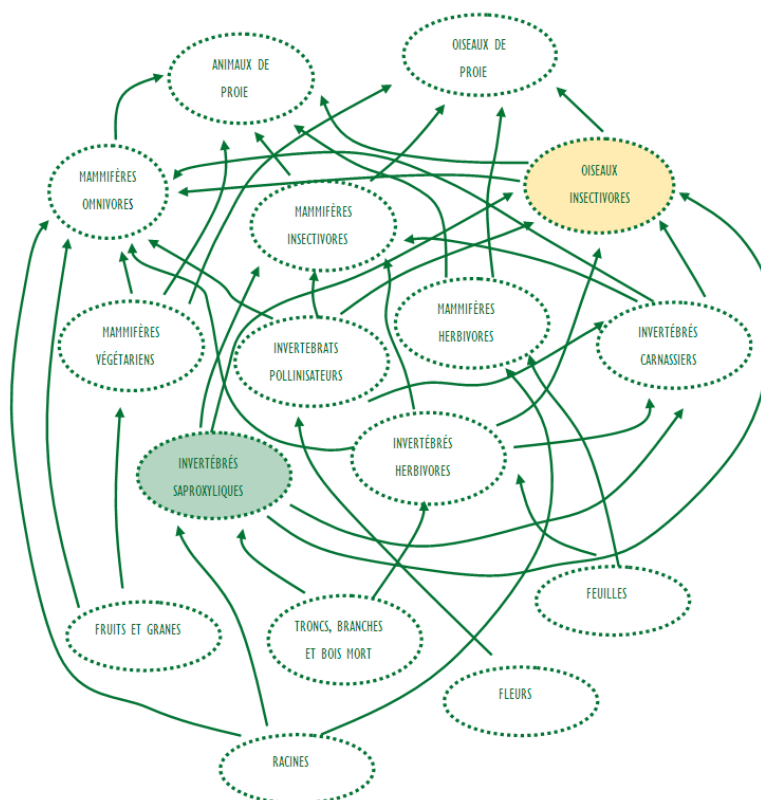 ANIMAUX DE
PROIE
OISEAUX DE
PROIE
MAMMIFÈRES
OMNIVORES
OISEAUX
INSECTIVORES
MAMMIFÈRES
INSECTIVORES
MAMMIFÈRES
VÉGÉTARIENS
INVERTEBRATS
POLLINISATEURS
MAMMIFÈRES
HERBIVORES
INVERTÉBRÉS
CARNASSIERS
INVERTÉBRÉS
SAPROXYLIQUES
INVERTÉBRÉS
HERBIVORES
FRUITS ET GRANES
TRONCS, BRANCHES
ET BOIS MORT
FEUILLES
FLEURS
RACINES